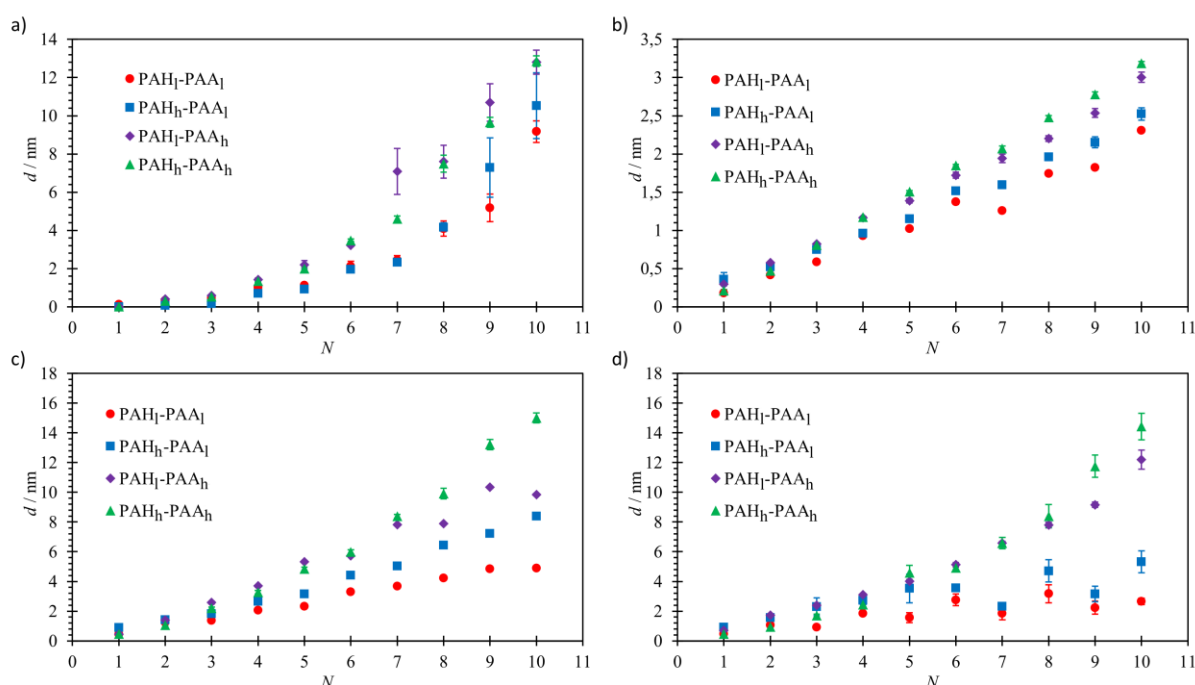 a)
14
12
10
8
6
4
2
0
d / nm
PAHl-PAAl
PAHh-PAAl
PAHl-PAAh
PAHh-PAAh
0 1 2 3 4 5 6 7 8 9 10 11
N
b)
3,5
3
2,5
2
1,5
1
0,5
0
d / nm
PAHl-PAAl
PAHh-PAAl
PAHl-PAAh
PAHh-PAAh
0 1 2 3 4 5 6 7 8 9 10 11
N
c)
18
16
14
12
10
8
6
4
2
0
d / nm
PAHl-PAAl
PAHh-PAAl
PAHl-PAAh
PAHh-PAAh
0 1 2 3 4 5 6 7 8 9 10 11
N
d)
18
16
14
12
10
8
6
4
2
0
d / nm
PAHl-PAAl
PAHh-PAAl
PAHl-PAAh
PAHh-PAAh
0 1 2 3 4 5 6 7 8 9 10 11
N